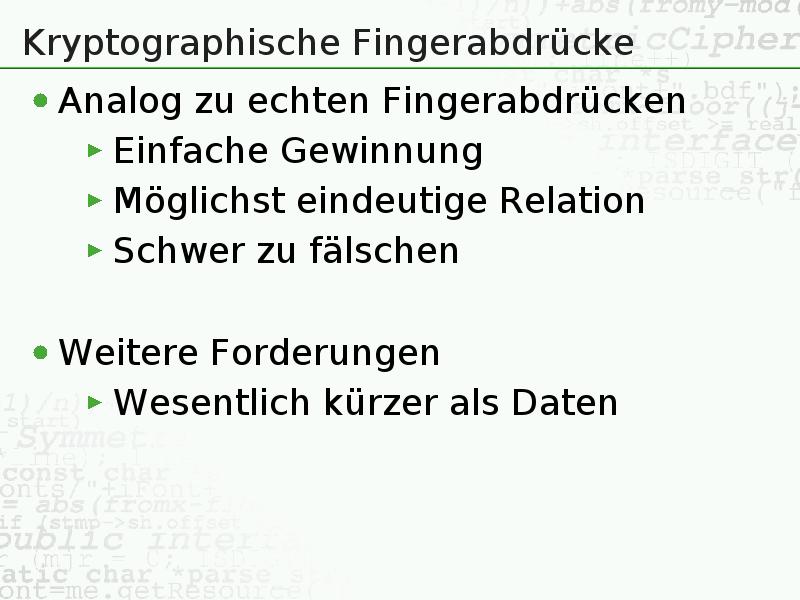 Kryptographische Fingerabdrücke
Analog zu echten Fingerabdrücken
Einfache Gewinnung
Möglichst eindeutige Relation
Schwer zu fälschen
Weitere Forderungen
Wesentlich kürzer als Daten